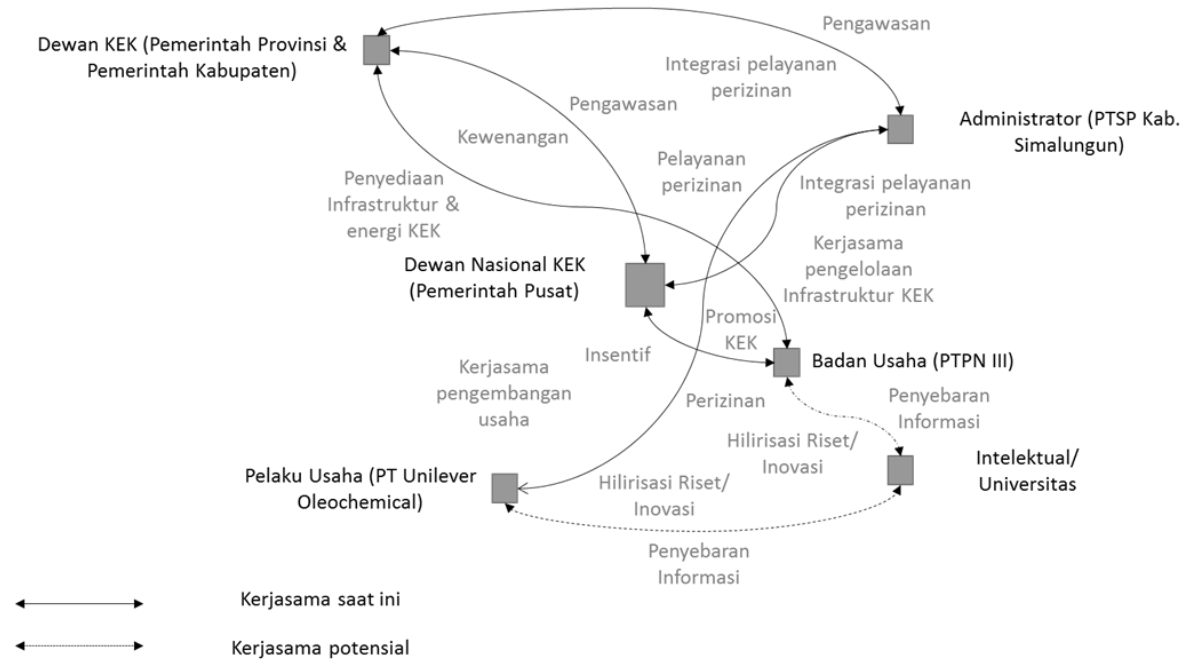 Pengawasan
Dewan KEK (Pemerintah Provinsi &
Pemerintah Kabupaten)
Integrasi pelayanan
perizinan
Pengawasan
Kewenangan
Administrator (PTSP Kab.
Simalungun)
Pelayanan
perizinan
Penyediaan
Infrastruktur &
energi KEK
Integrasi pelayanan
perizinan
Dewan Nasional KEK
(Pemerintah Pusat)
Kerjasama
pengelolaan
Infrastruktur KEK
Promosi
KEK
Insentif
Badan Usaha (PTPN III)
Kerjasama
pengembangan
usaha
Perizinan
Penyebaran
Informasi
Hilirisasi Riset/
Inovasi
Intelektual/
Universitas
Pelaku Usaha (PT Unilever
Oleochemical)
Hilirisasi Riset/
Inovasi
Penyebaran
Informasi
Kerjasama saat ini
Kerjasama potensial